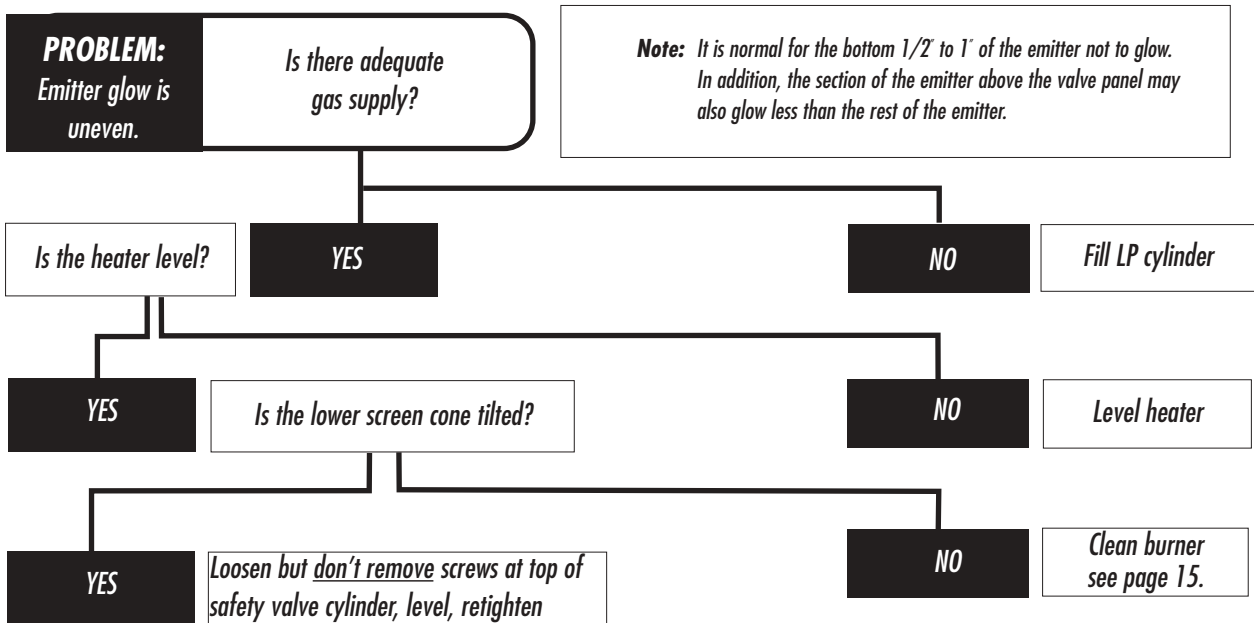 PROBLEM:
Emitter glow is
uneven.
Is there adequate
gas supply?
Note: It is normal for the bottom 1/2″ to 1″ of the emitter not to glow.
In addition, the section of the emitter above the valve panel may
also glow less than the rest of the emitter.
Is the heater level?
YES
NO
Fill LP cylinder
YES
Is the lower screen cone tilted?
NO
Level heater
YES
Loosen but don't remove screws at top of
safety valve cylinder, level, retighten
NO
Clean burner
see page 15.